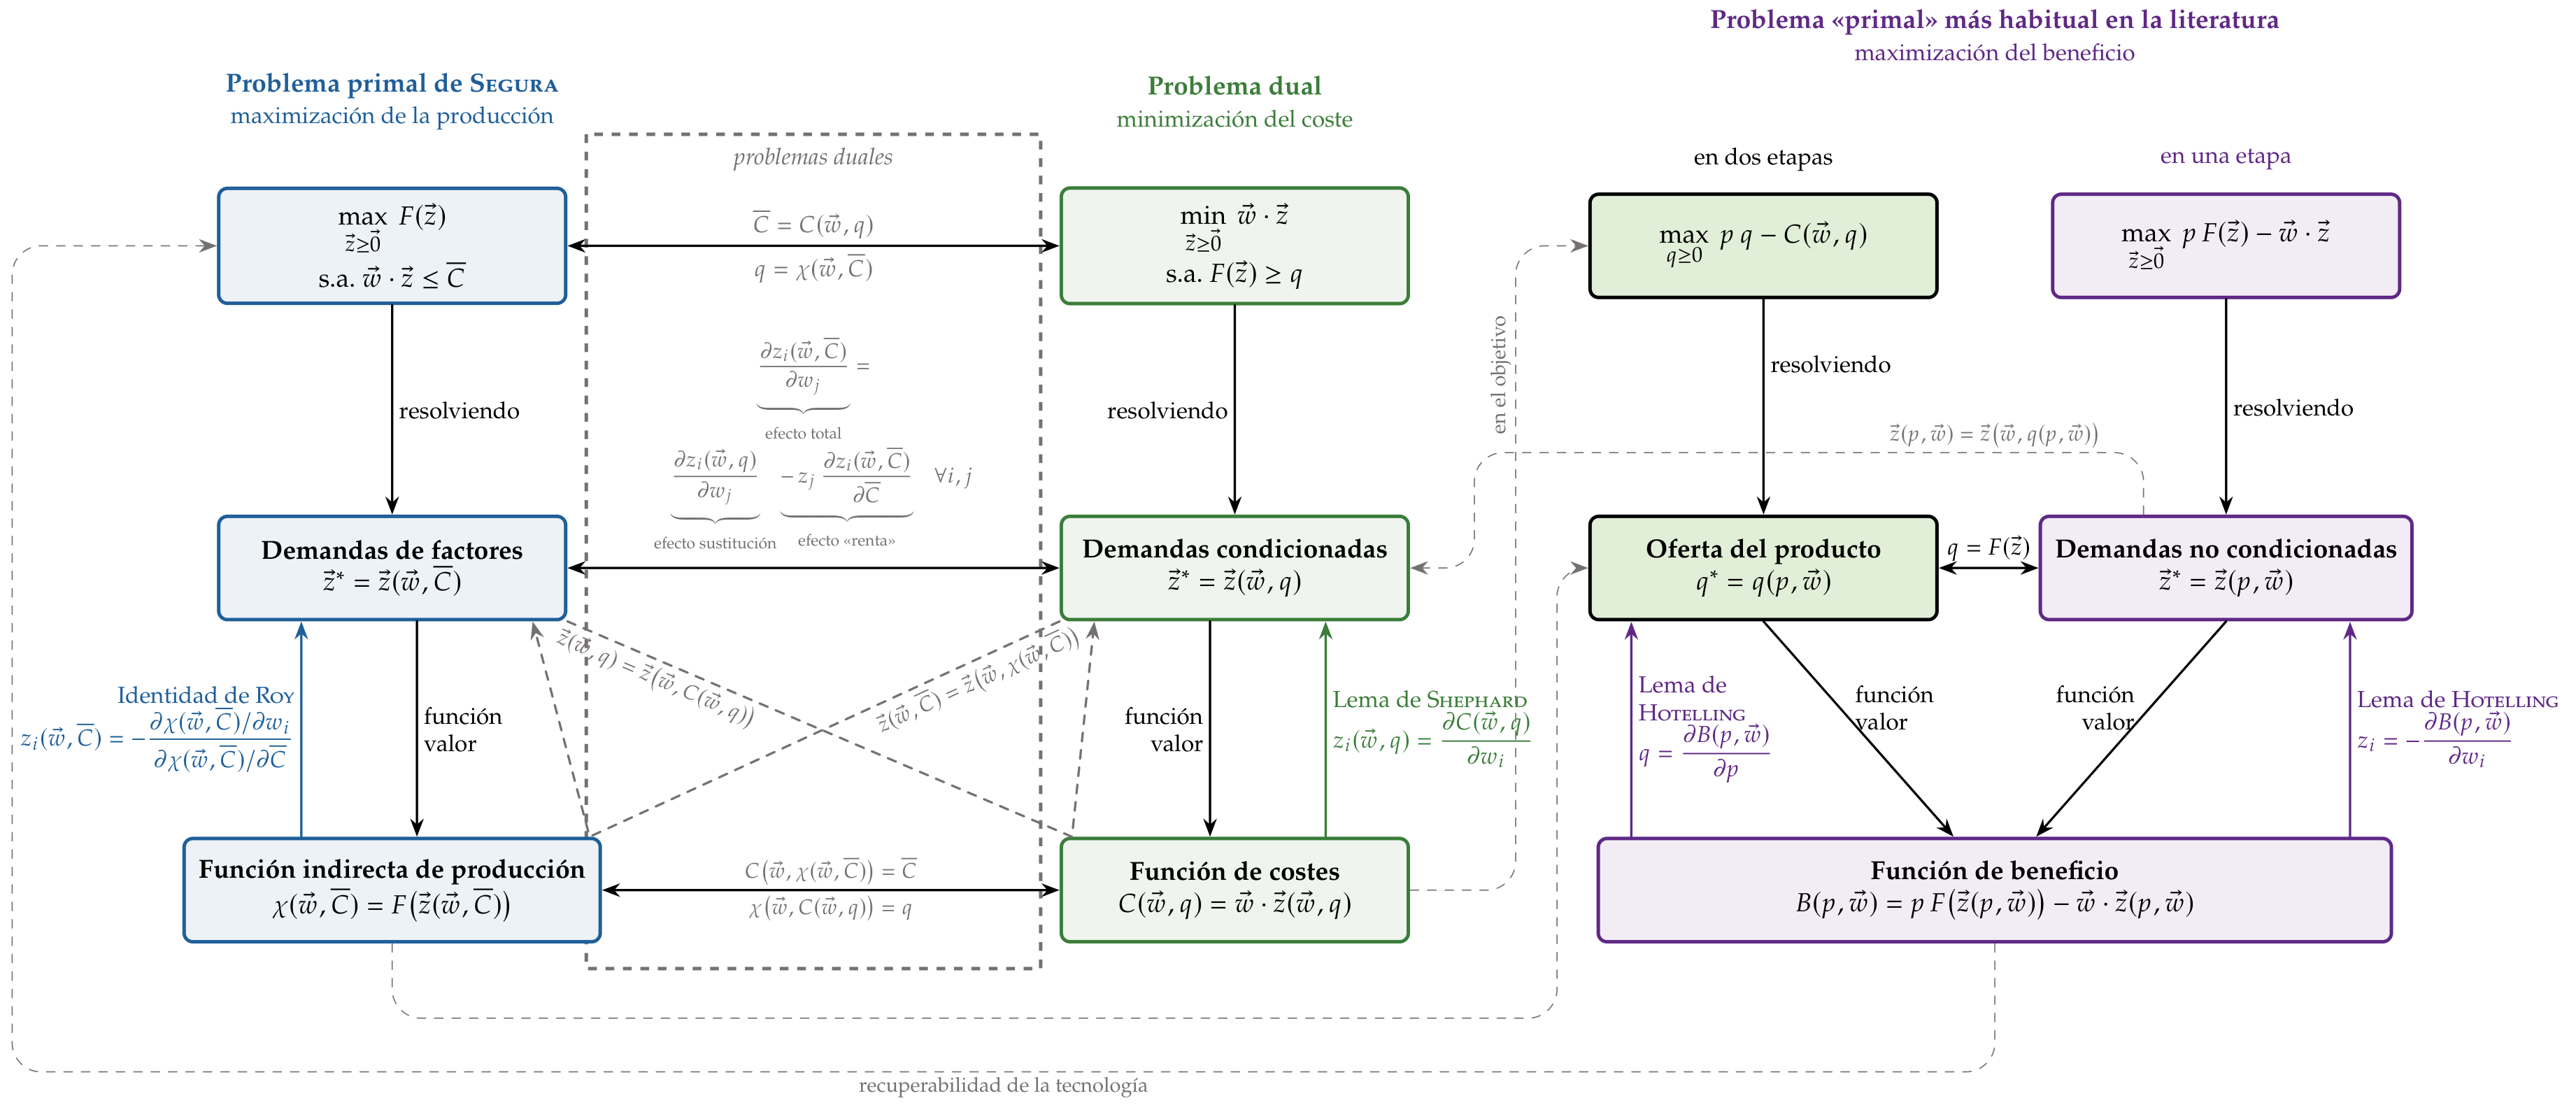 Problema «primal» más habitual en la literatura
maximización del beneficio
Problema primal de SEGURA
maximización de la producción
Problema dual
minimización del coste
problemas duales
en dos etapas
en una etapa
max F(z⃗)
z⃗≥0⃗
s.a. w⃗ · z⃗ ≤ C̅
C̅ = C(w⃗, q)
q = χ(w⃗, C̅)
min w⃗ · z⃗
z⃗≥0⃗
s.a. F(z⃗) ≥ q
max p q − C(w⃗, q)
q≥0
max p F(z⃗) − w⃗ · z⃗
z⃗≥0⃗
resolviendo
∂zᵢ(w⃗, C̅)/∂wⱼ =
efecto total
∂zᵢ(w⃗, q)/∂wⱼ − zⱼ ∂zᵢ(w⃗, C̅)/∂C̅ ∀i, j
efecto sustitución
efecto «renta»
resolviendo
en el objetivo
resolviendo
resolviendo
z⃗(p, w⃗) = z⃗(w⃗, q(p, w⃗))
Demandas de factores
z⃗* = z⃗(w⃗, C̅)
Demandas condicionadas
z⃗* = z⃗(w⃗, q)
Oferta del producto
q* = q(p, w⃗)
q = F(z⃗)
Demandas no condicionadas
z⃗* = z⃗(p, w⃗)
Identidad de ROY
zᵢ(w⃗, C̅) = −∂χ(w⃗, C̅)/∂wᵢ
∂χ(w⃗, C̅)/∂C̅
función
valor
z⃗(w⃗, q) = z⃗(w⃗, C(w⃗, q))
z⃗(w⃗, C̅) = z⃗(w⃗, χ(w⃗, C̅))
función
valor
Lema de SHEPHARD
zᵢ(w⃗, q) = ∂C(w⃗, q)/∂wᵢ
Lema de
HOTELLING
q = ∂B(p, w⃗)/∂p
función
valor
función
valor
Lema de HOTELLING
zᵢ = −∂B(p, w⃗)/∂wᵢ
Función indirecta de producción
χ(w⃗, C̅) = F(z⃗(w⃗, C̅))
C(w⃗, χ(w⃗, C̅)) = C̅
χ(w⃗, C(w⃗, q)) = q
Función de costes
C(w⃗, q) = w⃗ · z⃗(w⃗, q)
Función de beneficio
B(p, w⃗) = p F(z⃗(p, w⃗)) − w⃗ · z⃗(p, w⃗)
recuperabilidad de la tecnología